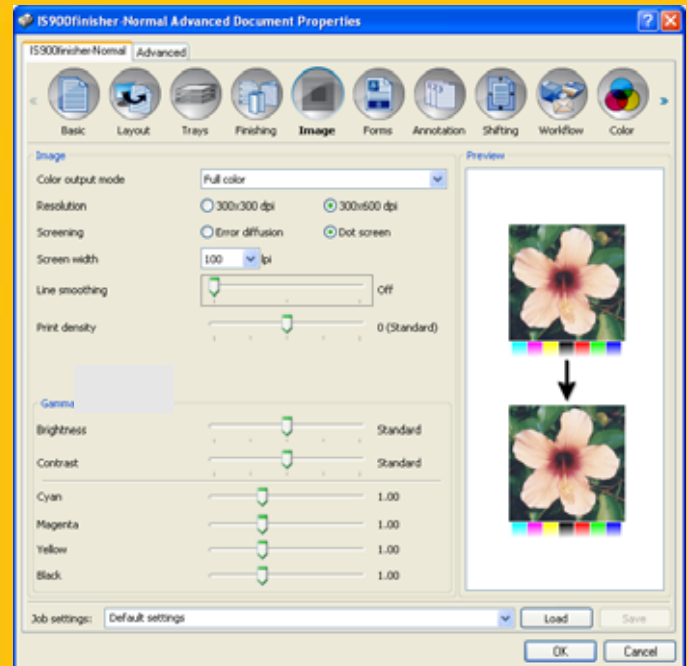 IS900finisher-Normal Advanced Document Properties
IS900finisher-Normal Advanced
Basic Layout Trays Finishing Image Forms Annotation Shifting Workflow Color
Image
Preview
Color output mode Full color
Resolution 300x300 dpi 300x600 dpi
Screening Error diffusion Dot screen
Screen width 100 lpi
Line smoothing Off
Print density 0 (Standard)
Gamma
Brightness Standard
Contrast Standard
Cyan 1.00
Magenta 1.00
Yellow 1.00
Black 1.00
Job settings: Default settings Load Save
OK Cancel